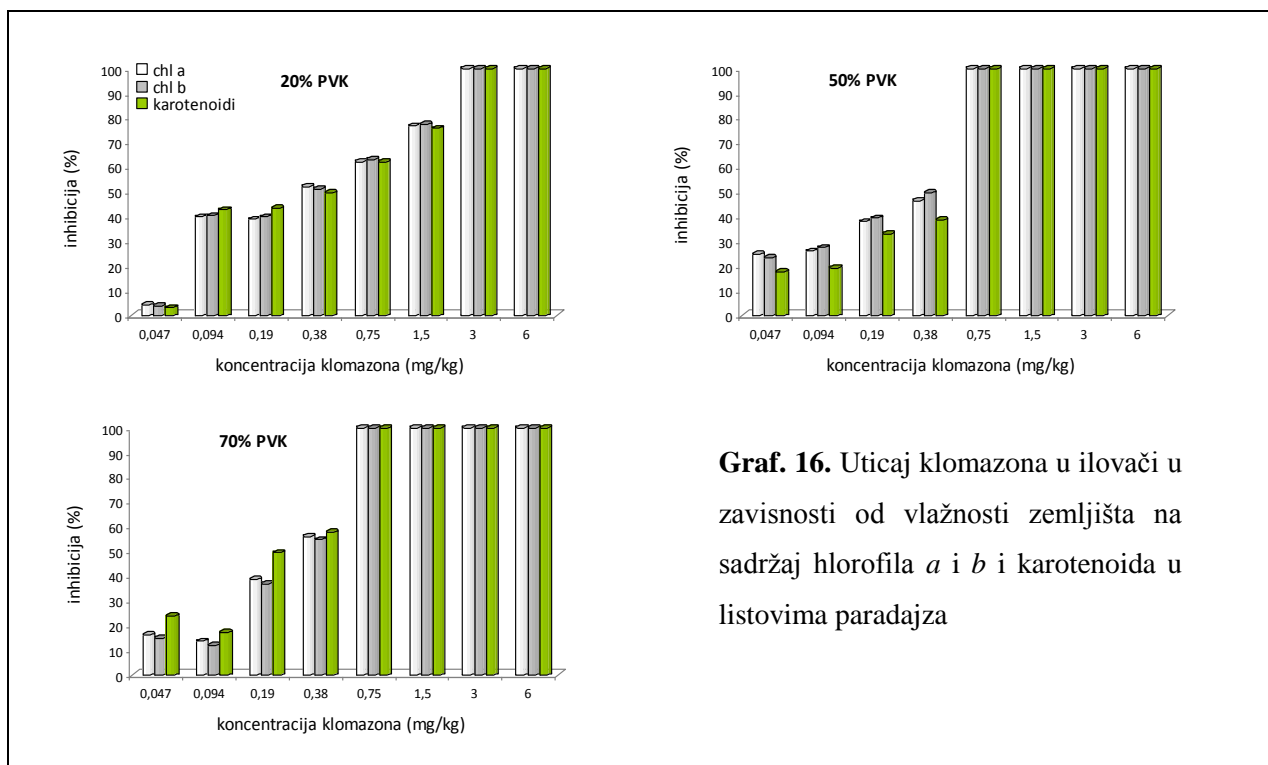 chl a
chl b
karotenoidi
20% PVK
inhibicija (%)
100
90
80
70
60
50
40
30
20
10
0
0,047 0,094 0,19 0,38 0,75 1,5 3 6
koncentracija klomazona (mg/kg)
50% PVK
inhibicija (%)
100
90
80
70
60
50
40
30
20
10
0
0,047 0,094 0,19 0,38 0,75 1,5 3 6
koncentracija klomazona (mg/kg)
70% PVK
inhibicija (%)
100
90
80
70
60
50
40
30
20
10
0
0,047 0,094 0,19 0,38 0,75 1,5 3 6
koncentracija klomazona (mg/kg)
Graf. 16. Uticaj klomazona u ilovači u
zavisnosti od vlažnosti zemljišta na
sadržaj hlorofila a i b i karotenoida u
listovima paradajza